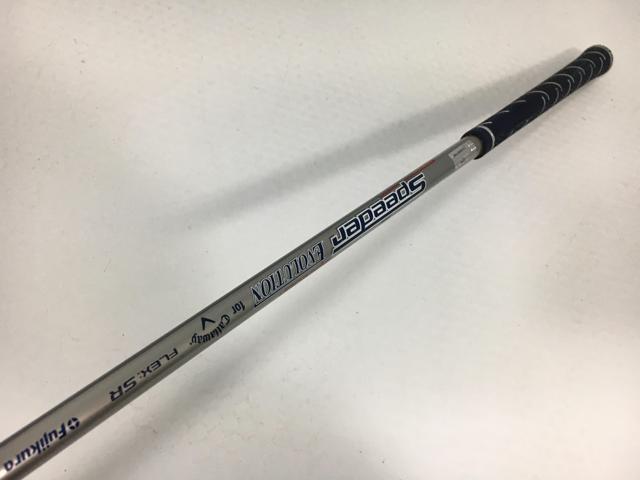 Speeder
EVOLUTION
for Callaway
FLEX:SR
Fujikura